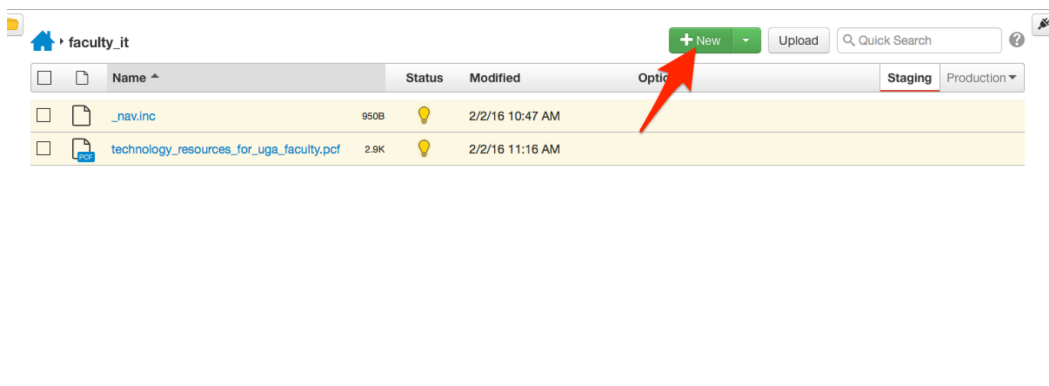 faculty_it
New
Upload
Quick Search
?
Name Status Modified Staging Production
_nav.inc 950B 2/2/16 10:47 AM
PCF technology_resources_for_uga_faculty.pcf 2.9K 2/2/16 11:16 AM